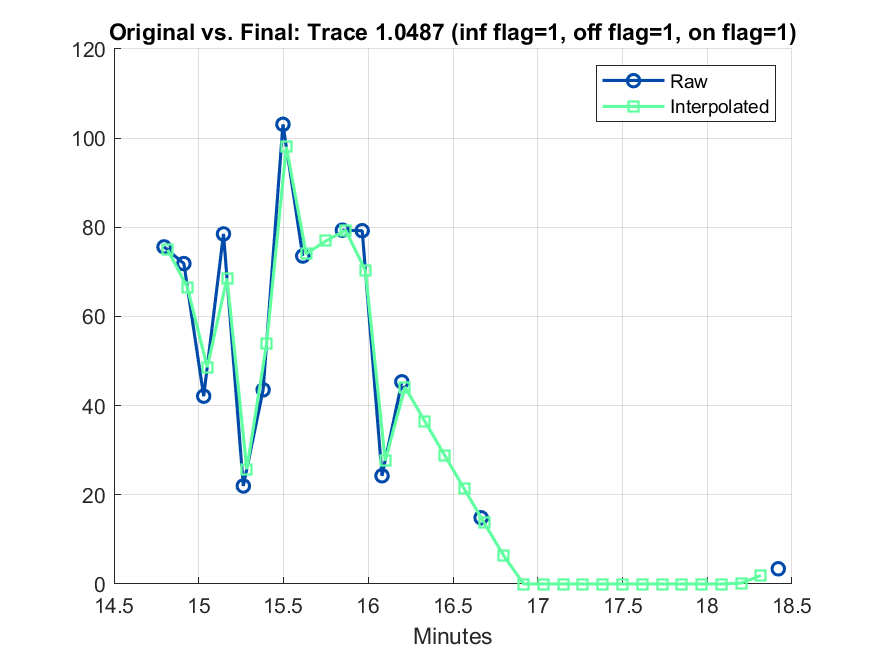 Original vs. Final: Trace 1.0487 (inf flag=1, off flag=1, on flag=1)
120
100
80
60
40
20
0
Raw
Interpolated
14.5 15 15.5 16 16.5 17 17.5 18 18.5
Minutes